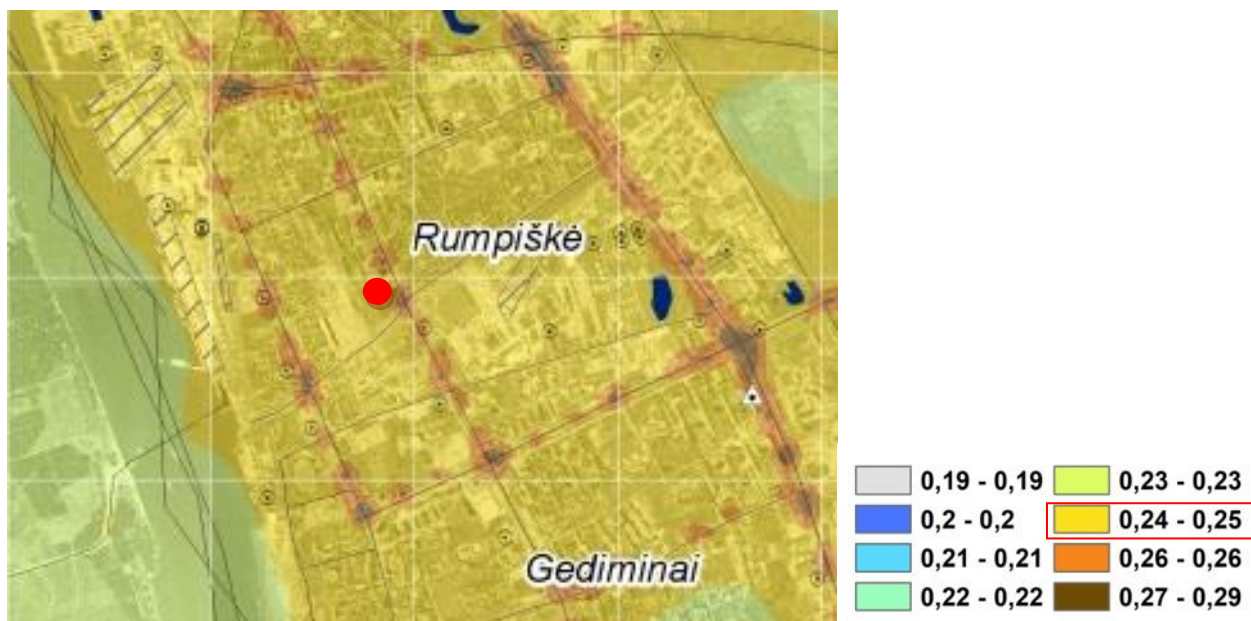 Rumpiškė
Gediminai
0,19 - 0,19
0,23 - 0,23
0,2 - 0,2
0,24 - 0,25
0,21 - 0,21
0,26 - 0,26
0,22 - 0,22
0,27 - 0,29